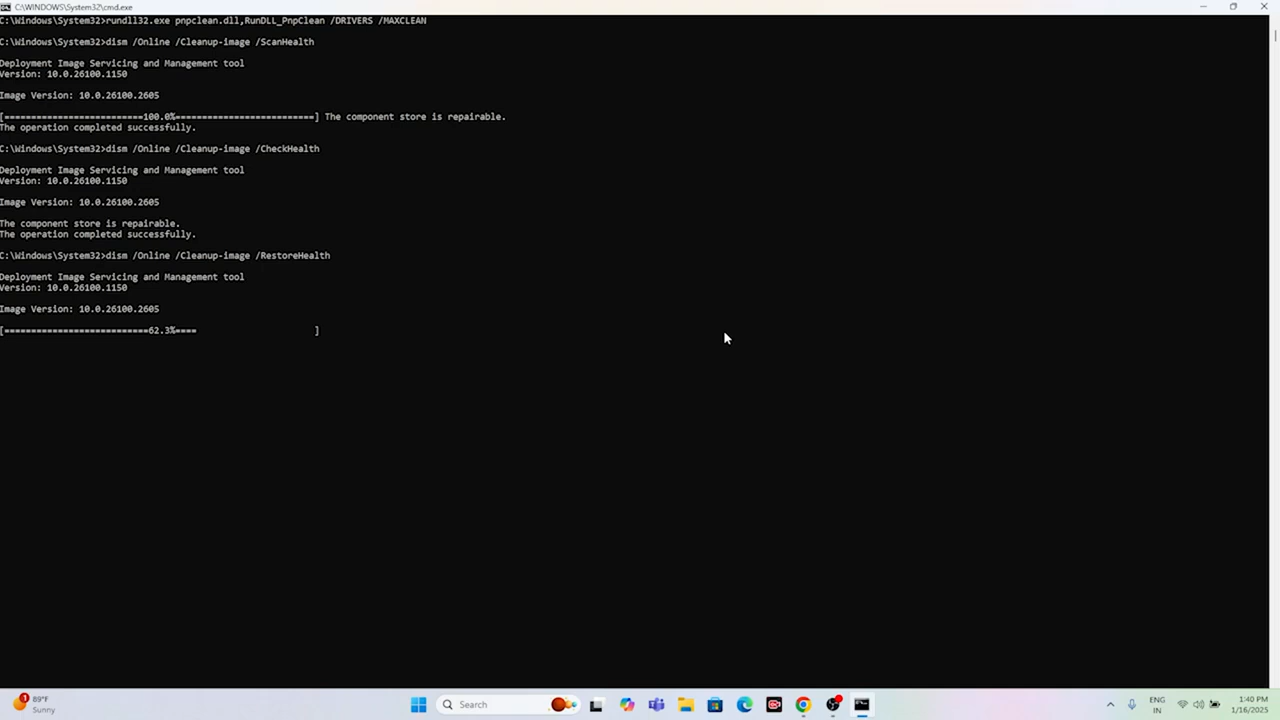 C:\WINDOWS\System32\cmd.exe
C:\Windows\System32>rundll32.exe pnpclean.dll,RunDLL_PnpClean /DRIVERS /MAXCLEAN
C:\Windows\System32>dism /Online /Cleanup-image /ScanHealth
Deployment Image Servicing and Management tool
Version: 10.0.26100.1150
Image Version: 10.0.26100.2605
[==========================100.0%==========================] The component store is repairable.
The operation completed successfully.
C:\Windows\System32>dism /Online /Cleanup-image /CheckHealth
Deployment Image Servicing and Management tool
Version: 10.0.26100.1150
Image Version: 10.0.26100.2605
The component store is repairable.
The operation completed successfully.
C:\Windows\System32>dism /Online /Cleanup-image /RestoreHealth
Deployment Image Servicing and Management tool
Version: 10.0.26100.1150
Image Version: 10.0.26100.2605
[===========================62.3%====                      ]
1
89°F
Sunny
Search
ENG
IN
1:40 PM
1/16/2025